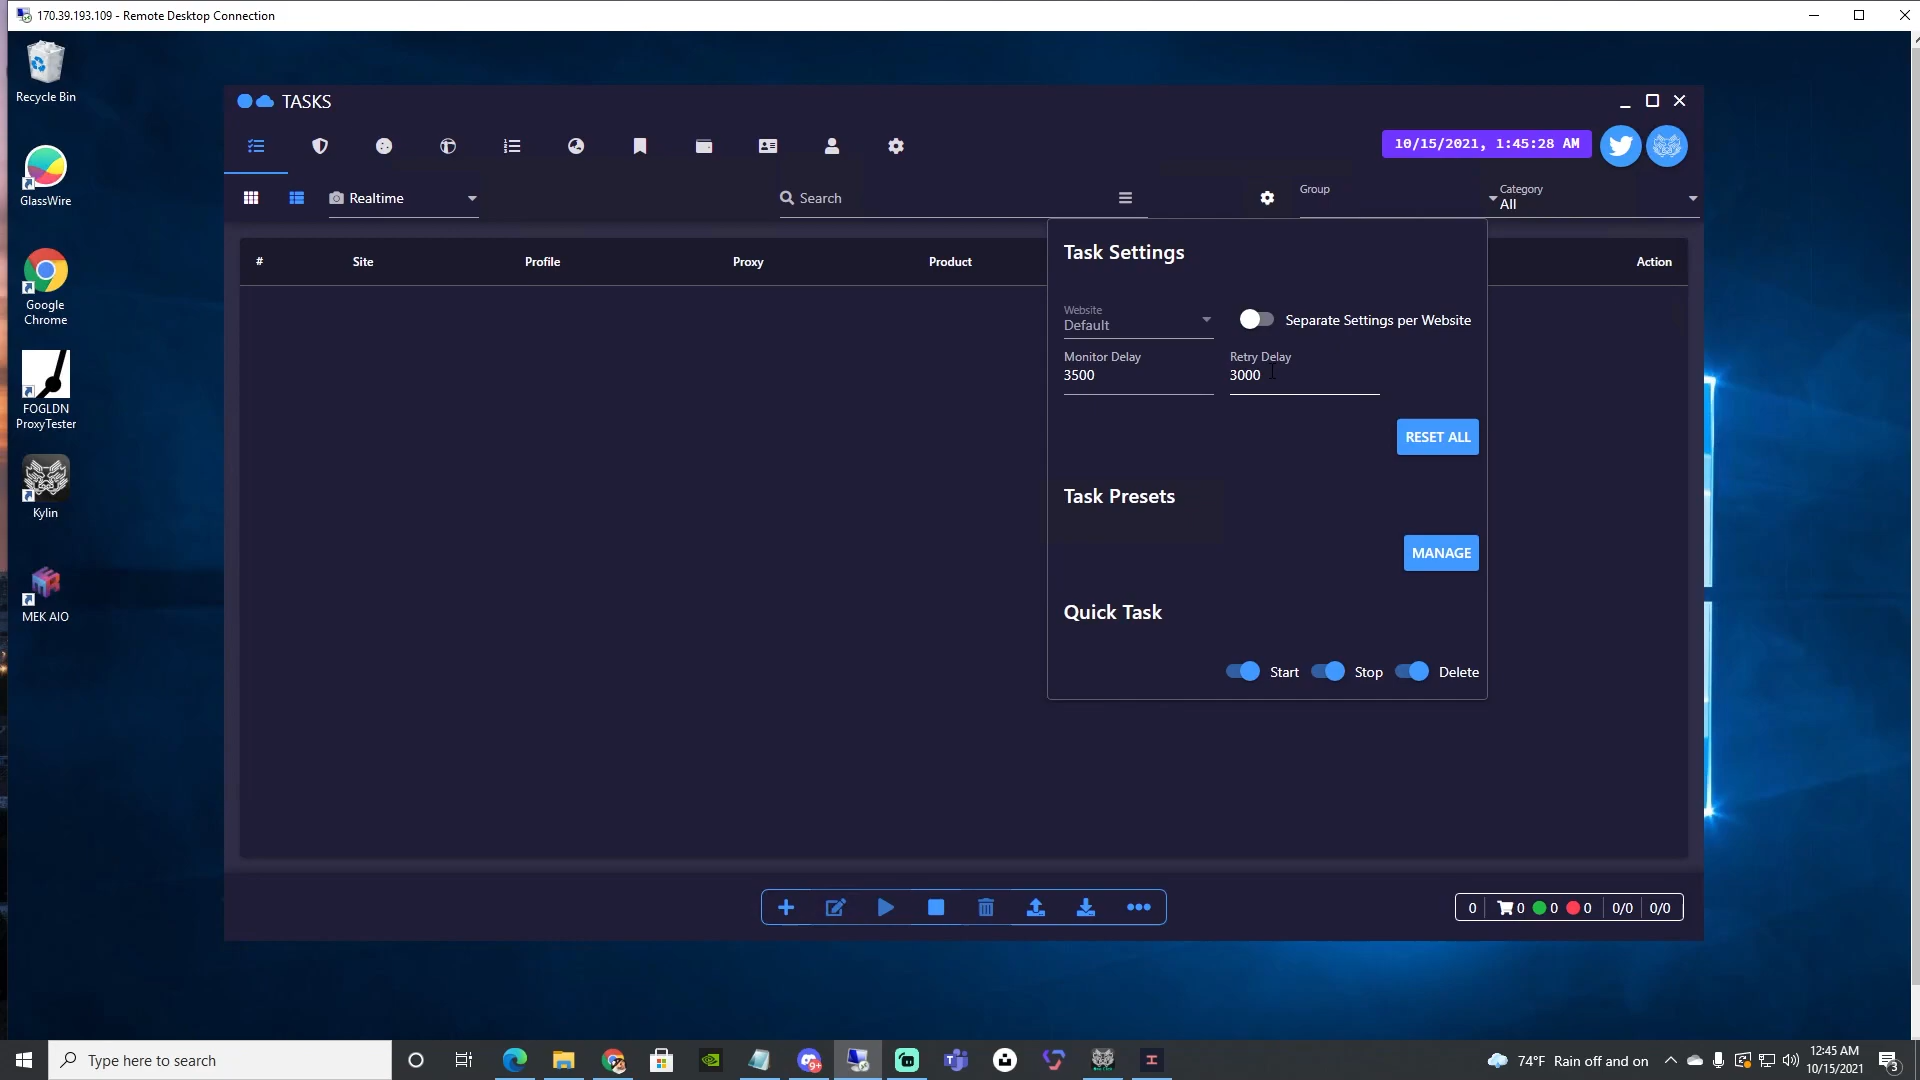 170.39.193.109 - Remote Desktop Connection
Recycle Bin
GlassWire
Google
Chrome
FOGLDN
ProxyTester
Kylin
MEK AIO
TASKS
10/15/2021, 1:45:28 AM
Realtime
Search
Group
Category
All
#
Site
Profile
Proxy
Product
Action
Task Settings
Website
Default
Separate Settings per Website
Monitor Delay
3500
Retry Delay
3000
RESET ALL
Task Presets
MANAGE
Quick Task
Start
Stop
Delete
0
0
0
0
0/0
0/0
Type here to search
9+
74°F Rain off and on
12:45 AM
10/15/2021
3